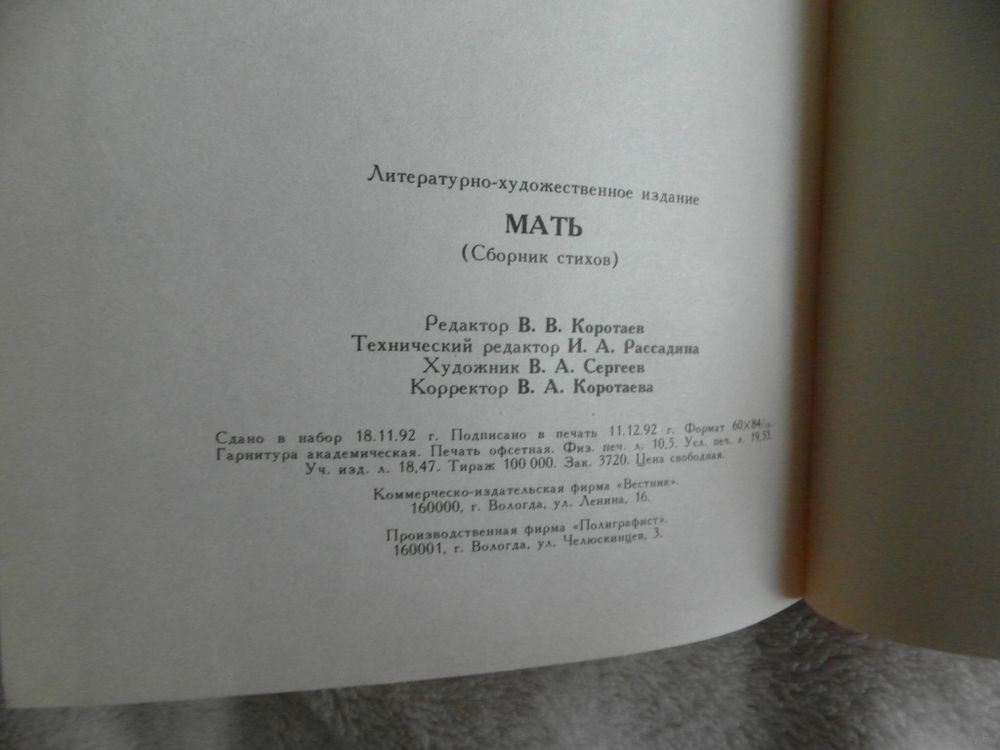 Литературно-художественное издание
МАТЬ
(Сборник стихов)
Редактор В. В. Коротаев
Технический редактор И. А. Рассадина
Художник В. А. Сергеев
Корректор В. А. Коротаева
Сдано в набор 18.11.92 г. Подписано в печать 11.12.92 г. Формат 60×84/16.
Гарнитура академическая. Печать офсетная. Физ. печ. л. 10,5. Усл. печ. л. 19,53.
Уч. изд. л. 18,47. Тираж 100 000. Зак. 3720. Цена свободная.
Коммерческо-издательская фирма «Вестник».
160000, г. Вологда, ул. Ленина, 16.
Производственная фирма «Полиграфист».
160001, г. Вологда, ул. Челюскинцев, 3.